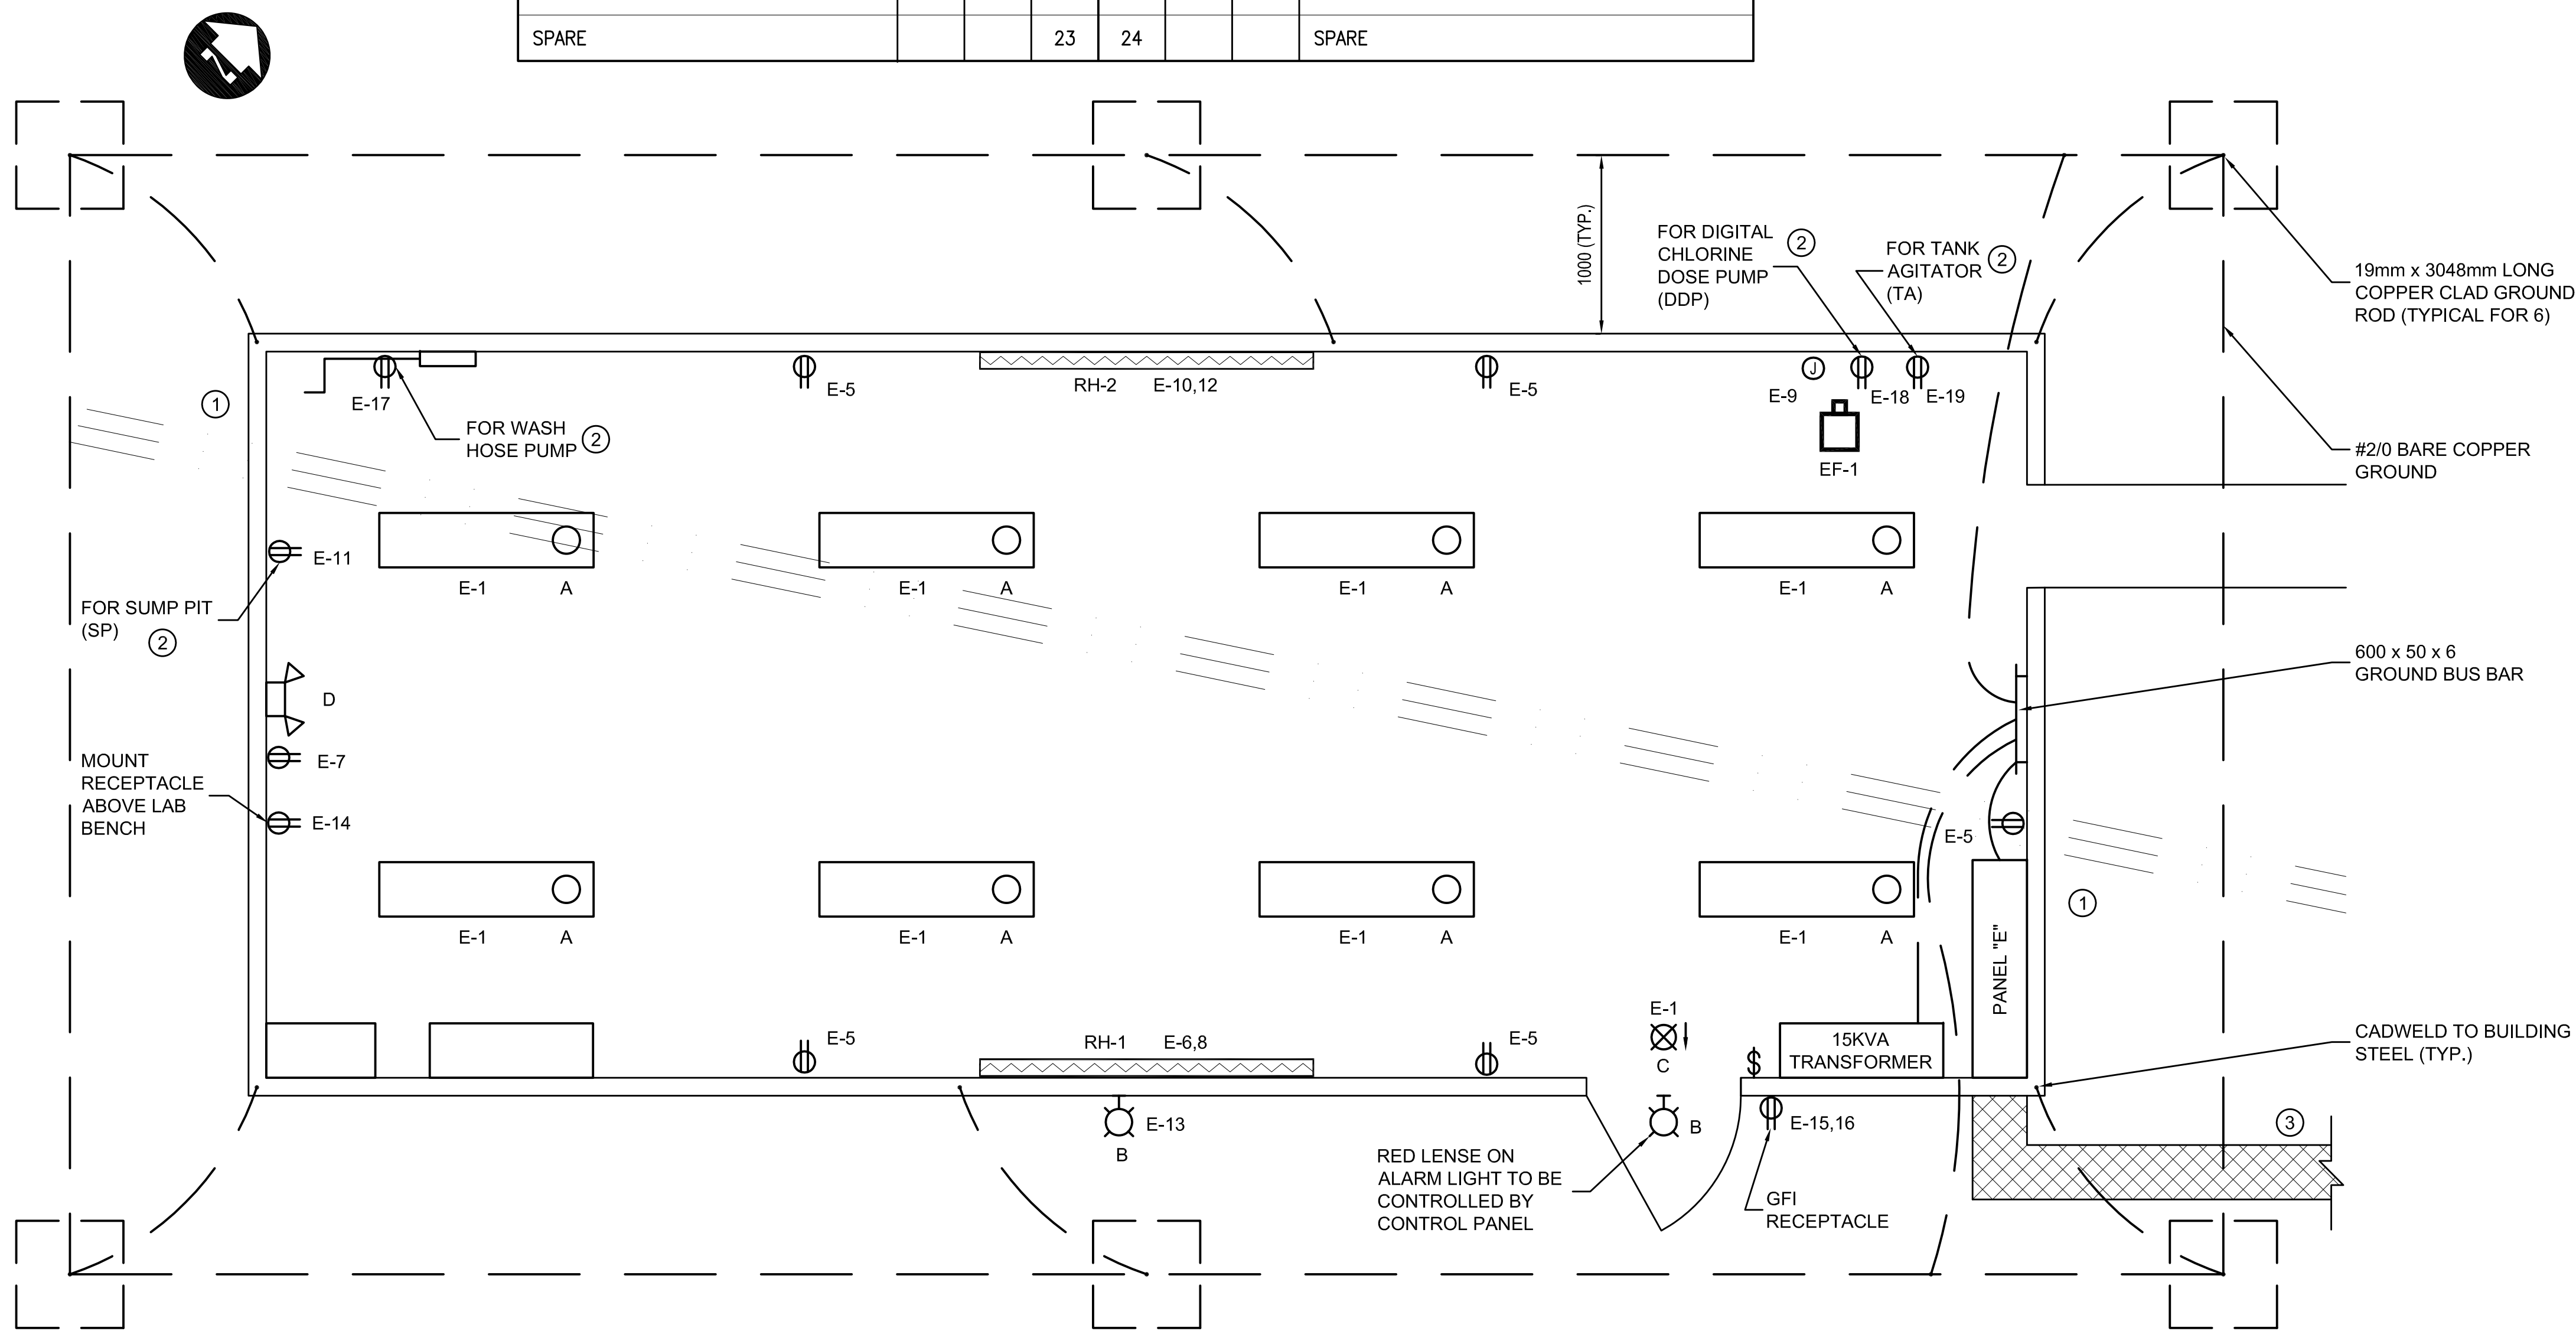 SPARE 23 24 SPARE
N
1000 (TYP.)
FOR DIGITAL
CHLORINE
DOSE PUMP
(DDP)
2
FOR TANK
AGITATOR
(TA)
2
19mm x 3048mm LONG
COPPER CLAD GROUND
ROD (TYPICAL FOR 6)
1
E-17
FOR WASH
HOSE PUMP
2
E-5
RH-2 E-10,12
E-5
J
E-9
E-18
E-19
EF-1
#2/0 BARE COPPER
GROUND
E-11
E-1 A
E-1 A
E-1 A
E-1 A
FOR SUMP PIT
(SP)
2
D
600 x 50 x 6
GROUND BUS BAR
E-7
MOUNT
RECEPTACLE
ABOVE LAB
BENCH
E-14
E-5
1
E-1 A
E-1 A
E-1 A
E-1 A
PANEL "E"
E-5
RH-1 E-6,8
E-5
E-1
C
$
15KVA
TRANSFORMER
CADWELD TO BUILDING
STEEL (TYP.)
E-13
B
B
E-15,16
3
RED LENSE ON
ALARM LIGHT TO BE
CONTROLLED BY
CONTROL PANEL
GFI
RECEPTACLE